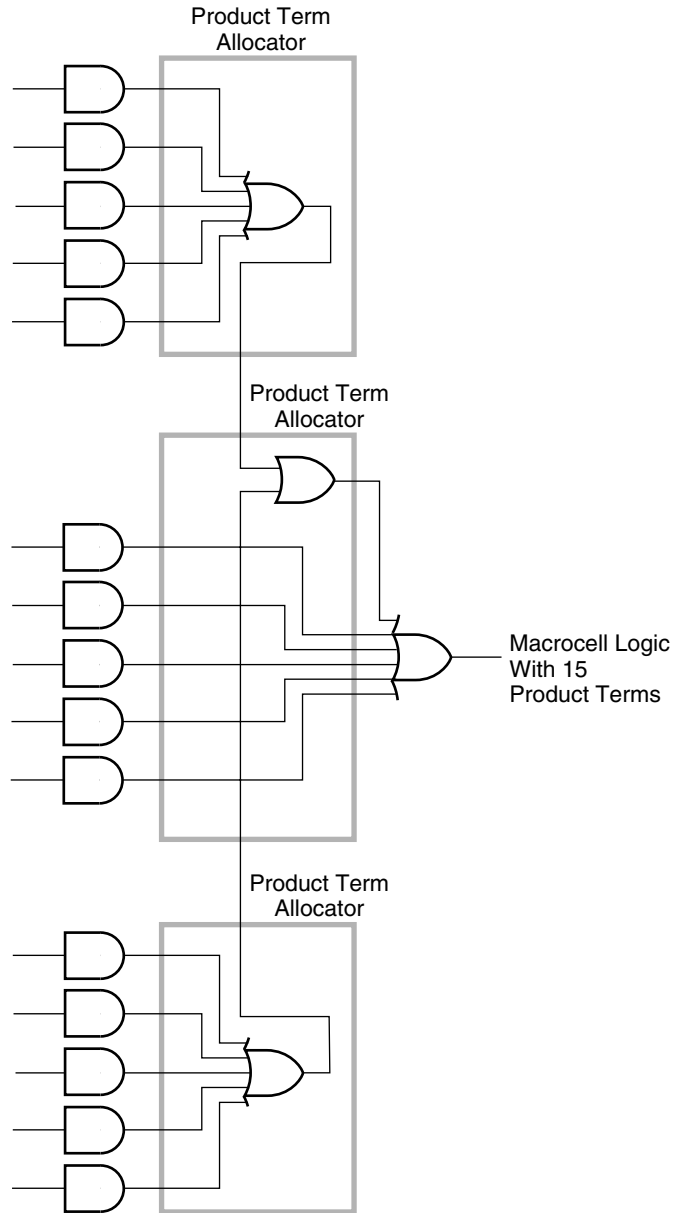 Product Term
Allocator
Product Term
Allocator
Macrocell Logic
With 15
Product Terms
Product Term
Allocator